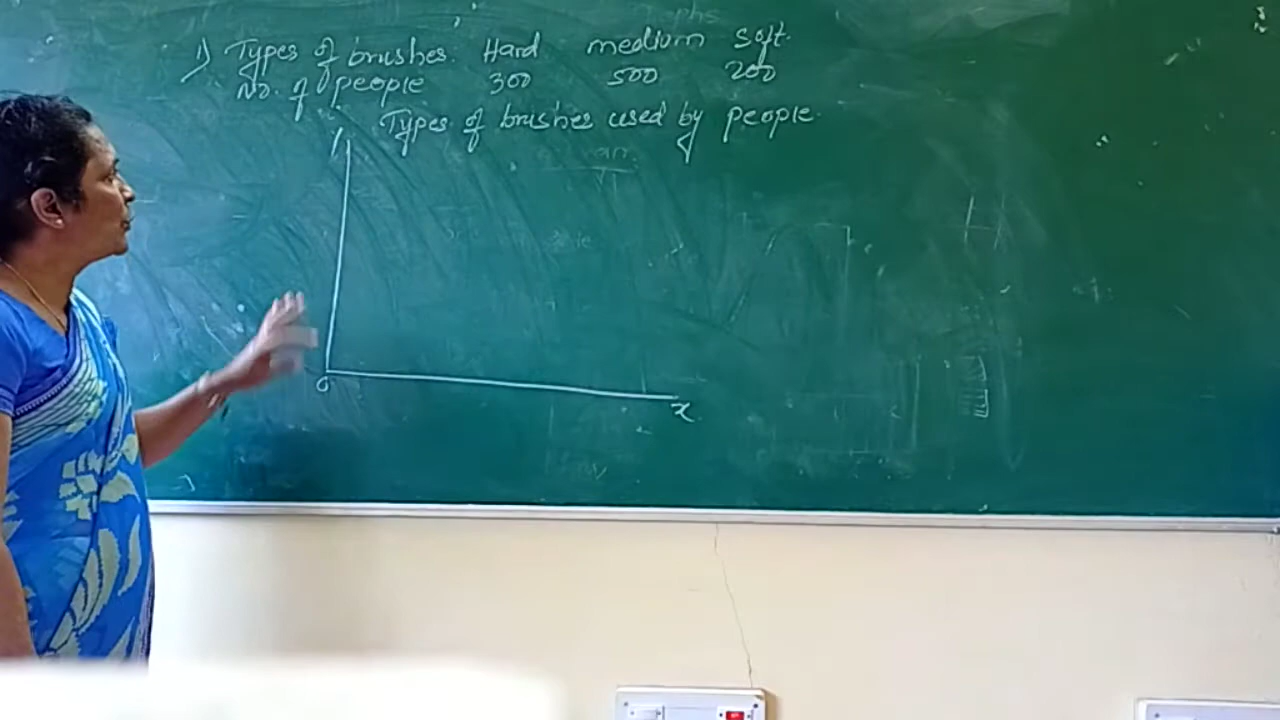 1) Types of brushes. Hard medium soft.
No. of people 300 500 200
Types of brushes used by people.
0
x